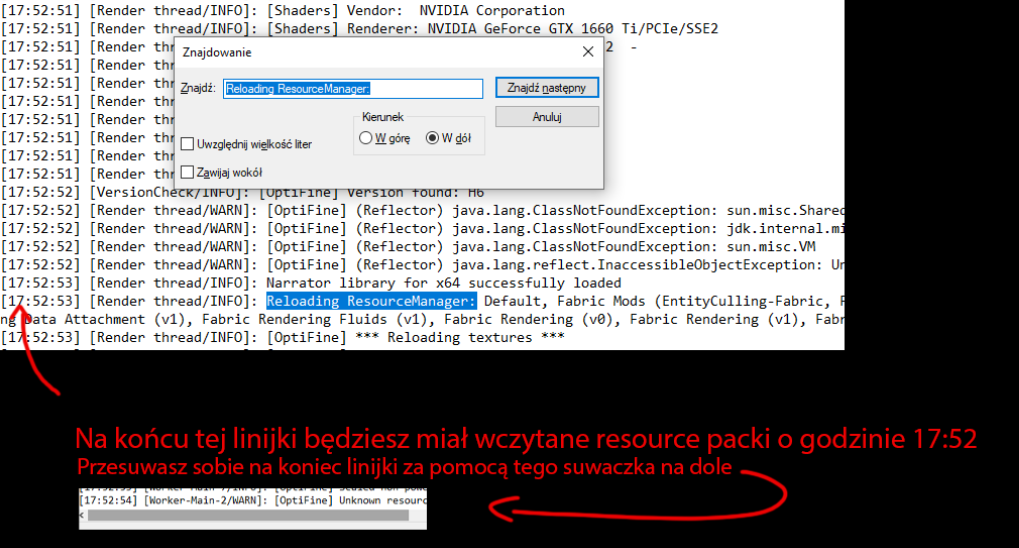 [17:52:51] [Render thread/INFO]: [Shaders] Vendor:  NVIDIA Corporation
[17:52:51] [Render thread/INFO]: [Shaders] Renderer: NVIDIA GeForce GTX 1660 Ti/PCIe/SSE2
[17:52:51] [Render thr 2  -
Znajdowanie
[17:52:51] [Render thr
[17:52:51] [Render thr
Znajdź: Reloading ResourceManager: Znajdź następny
[17:52:51] [Render thr
[17:52:51] [Render thr
Kierunek Anuluj
[17:52:51] [Render thr
W górę W dół
Uwzględnij wielkość liter
[17:52:51] [Render thr
[17:52:51] [Render thr
Zawijaj wokół
[17:52:52] [VersionCheck/INFO]: [OptiFine] Version found: H6
[17:52:52] [Render thread/WARN]: [OptiFine] (Reflector) java.lang.ClassNotFoundException: sun.misc.Shared
[17:52:52] [Render thread/WARN]: [OptiFine] (Reflector) java.lang.ClassNotFoundException: jdk.internal.mi
[17:52:52] [Render thread/WARN]: [OptiFine] (Reflector) java.lang.ClassNotFoundException: sun.misc.VM
[17:52:52] [Render thread/WARN]: [OptiFine] (Reflector) java.lang.reflect.InaccessibleObjectException: Un
[17:52:53] [Render thread/INFO]: Narrator library for x64 successfully loaded
[17:52:53] [Render thread/INFO]: Reloading ResourceManager: Default, Fabric Mods (EntityCulling-Fabric, F
ng Data Attachment (v1), Fabric Rendering Fluids (v1), Fabric Rendering (v0), Fabric Rendering (v1), Fabr
[17:52:53] [Render thread/INFO]: [OptiFine] *** Reloading textures ***
Na końcu tej linijki będziesz miał wczytane resource packi o godzinie 17:52
Przesuwasz sobie na koniec linijki za pomocą tego suwaczka na dole
[17:52:54] [Worker-Main-2/WARN]: [OptiFine] Unknown resourc